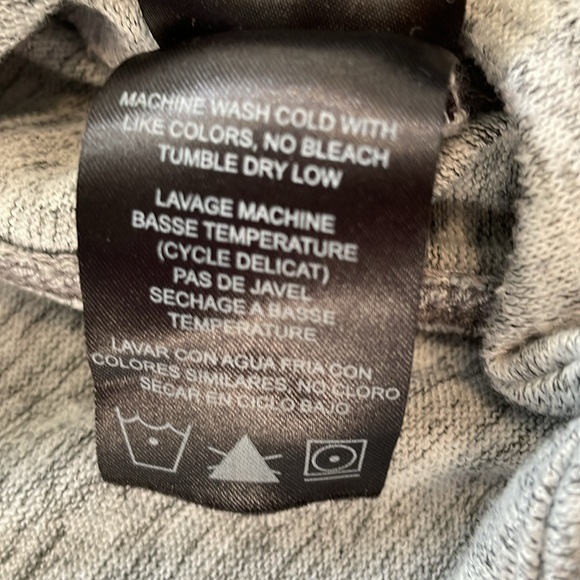 MACHINE WASH COLD WITH
LIKE COLORS, NO BLEACH
TUMBLE DRY LOW
LAVAGE MACHINE
BASSE TEMPERATURE
(CYCLE DELICAT)
PAS DE JAVEL
SECHAGE A BASSE
TEMPERATURE
LAVAR CON AGUA FRIA CON
COLORES SIMILARES, NO CLORO
SECAR EN CICLO BAJO